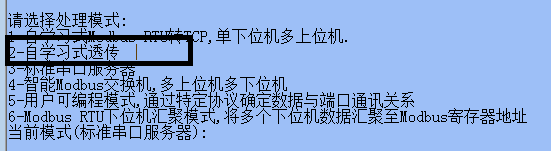 请选择处理模式:
1-自学习式Modbus RTU转TCP,单下位机多上位机.
2-自学习式透传
3-标准串口服务器
4-智能Modbus交换机,多上位机多下位机
5-用户可编程模式,通过特定协议确定数据与端口通讯关系
6-Modbus RTU下位机汇聚模式,将多个下位机数据汇聚至Modbus寄存器地址
当前模式(标准串口服务器):